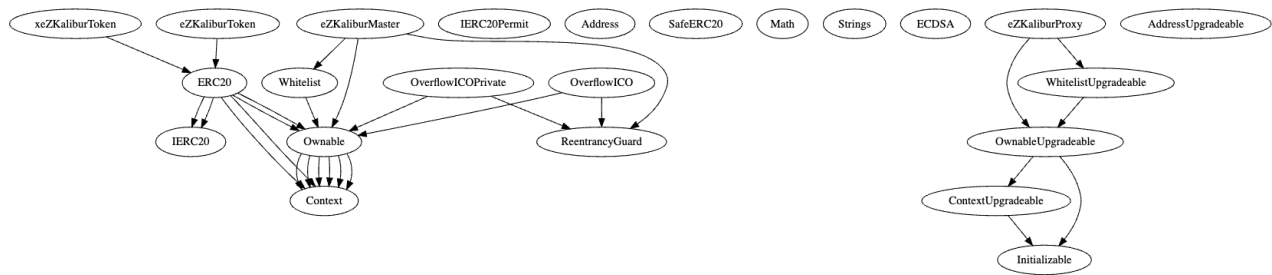 xeZKaliburToken
eZKaliburToken
eZKaliburMaster
IERC20Permit
Address
SafeERC20
Math
Strings
ECDSA
eZKaliburProxy
AddressUpgradeable
ERC20
Whitelist
OverflowICOPrivate
OverflowICO
WhitelistUpgradeable
IERC20
Ownable
ReentrancyGuard
OwnableUpgradeable
Context
ContextUpgradeable
Initializable